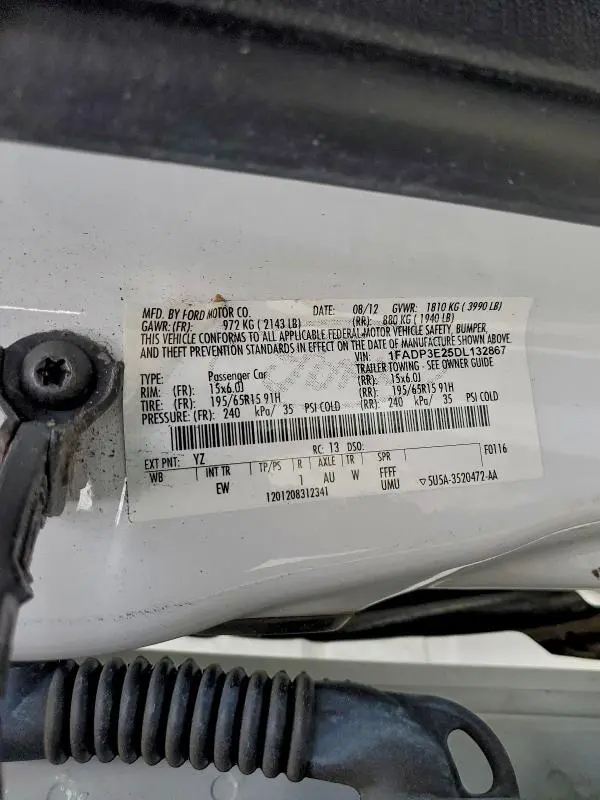 MFD. BY FORD MOTOR CO. DATE: 08/12 GVWR: 1810 KG ( 3990 LB)
GAWR: (FR): 972 KG ( 2143 LB) (RR): 880 KG ( 1940 LB)
THIS VEHICLE CONFORMS TO ALL APPLICABLE FEDERAL MOTOR VEHICLE SAFETY, BUMPER,
AND THEFT PREVENTION STANDARDS IN EFFECT ON THE DATE OF MANUFACTURE SHOWN ABOVE.
VIN: 1FADP3E25DL132867
TYPE: Passenger Car TRAILER TOWING - SEE OWNER GUIDE
RIM: (FR): 15x6.0J (RR): 15x6.0J
TIRE: (FR): 195/65R15 91H (RR): 195/65R15 91H
PRESSURE: (FR): 240 kPa/ 35 PSI COLD (RR): 240 kPa/ 35 PSI COLD
EXT PNT: YZ RC: 13 DSO: F0116
WB INT TR TP/PS R AXLE TR SPR
EW 1 AU W FFFF
UMU
1201208312341 5U5A-3520472-AA